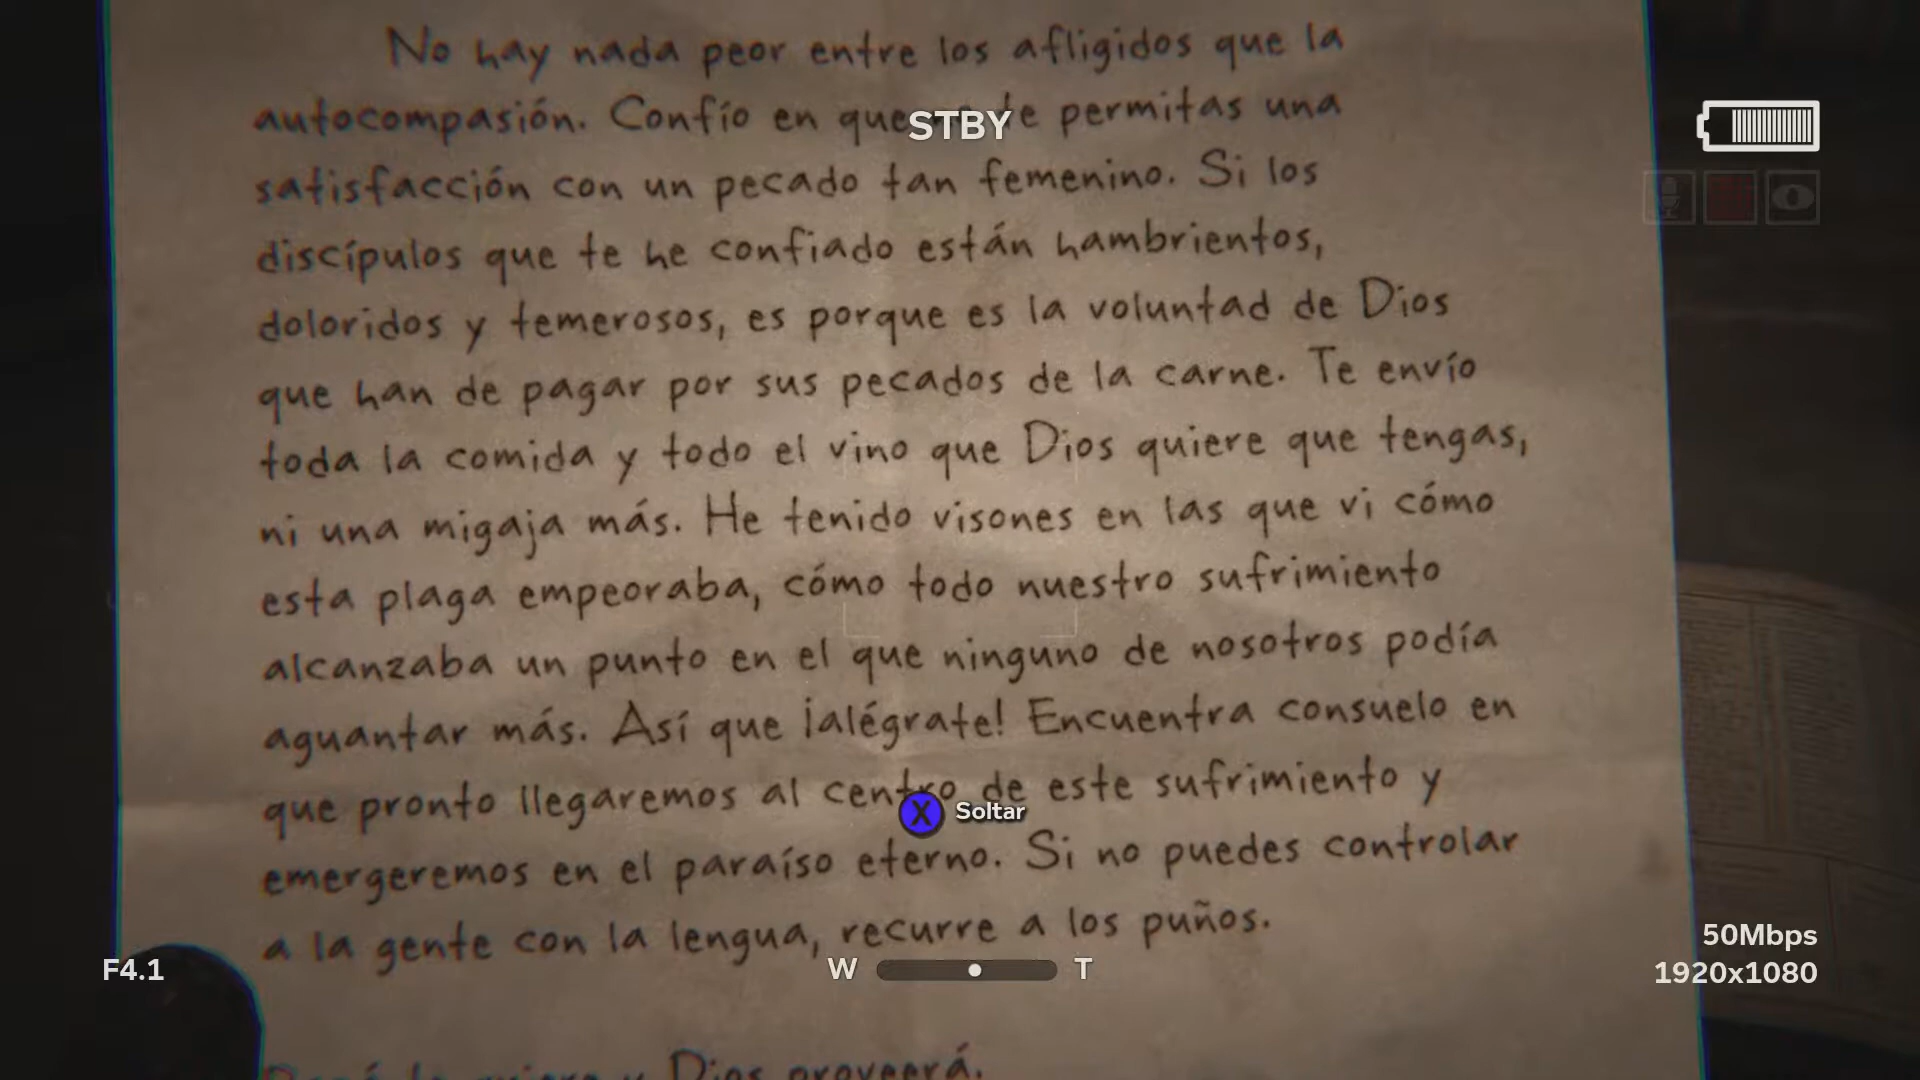 No hay nada peor entre los afligidos que la
autocompasión. Confío en que te permitas una
STBY
satisfacción con un pecado tan femenino. Si los
discípulos que te he confiado están hambrientos,
doloridos y temerosos, es porque es la voluntad de Dios
que han de pagar por sus pecados de la carne. Te envío
toda la comida y todo el vino que Dios quiere que tengas,
ni una migaja más. He tenido visones en las que vi cómo
esta plaga empeoraba, cómo todo nuestro sufrimiento
alcanzaba un punto en el que ninguno de nosotros podía
aguantar más. Así que ¡alégrate! Encuentra consuelo en
que pronto llegaremos al centro de este sufrimiento y
X Soltar
emergeremos en el paraíso eterno. Si no puedes controlar
a la gente con la lengua, recurre a los puños.
50Mbps
F4.1
W T
1920x1080
y Dios proveerá.